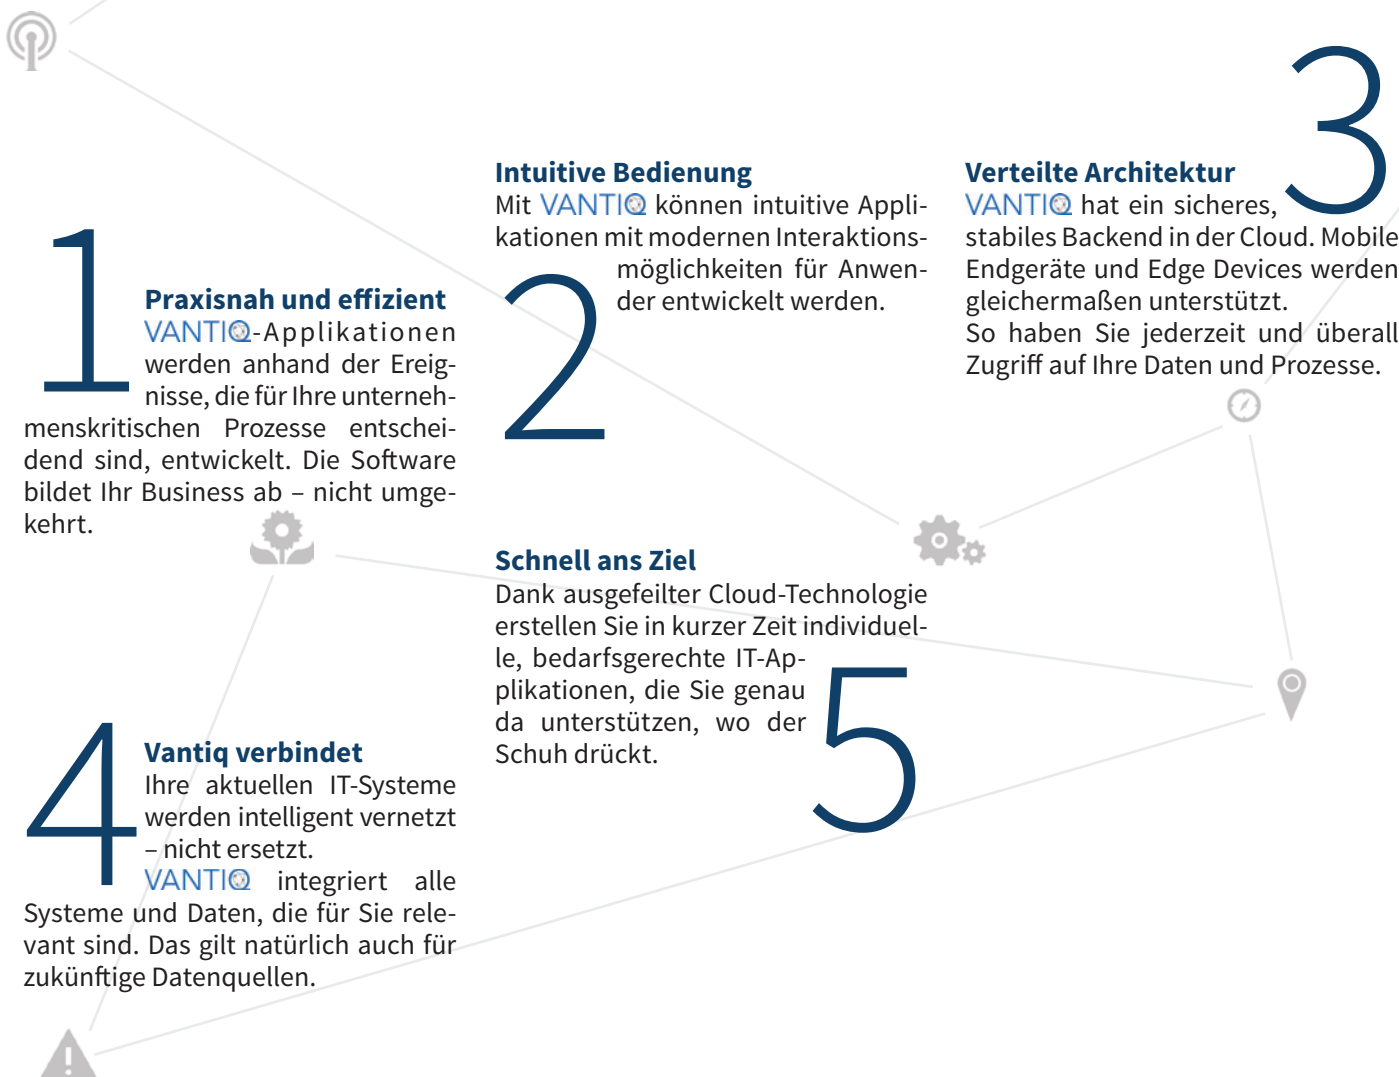 1
Praxisnah und effizient
VANTIQ-Applikationen
werden anhand der Ereig-
nisse, die für Ihre unterneh-
menskritischen Prozesse entschei-
dend sind, entwickelt. Die Software
bildet Ihr Business ab – nicht umge-
kehrt.
2
Intuitive Bedienung
Mit VANTIQ können intuitive Appli-
kationen mit modernen Interaktions-
möglichkeiten für Anwen-
der entwickelt werden.
3
Verteilte Architektur
VANTIQ hat ein sicheres,
stabiles Backend in der Cloud. Mobile
Endgeräte und Edge Devices werden
gleichermaßen unterstützt.
So haben Sie jederzeit und überall
Zugriff auf Ihre Daten und Prozesse.
4
Vantiq verbindet
Ihre aktuellen IT-Systeme
werden intelligent vernetzt
– nicht ersetzt.
VANTIQ integriert alle
Systeme und Daten, die für Sie rele-
vant sind. Das gilt natürlich auch für
zukünftige Datenquellen.
5
Schnell ans Ziel
Dank ausgefeilter Cloud-Technologie
erstellen Sie in kurzer Zeit individuel-
le, bedarfsgerechte IT-Ap-
plikationen, die Sie genau
da unterstützen, wo der
Schuh drückt.